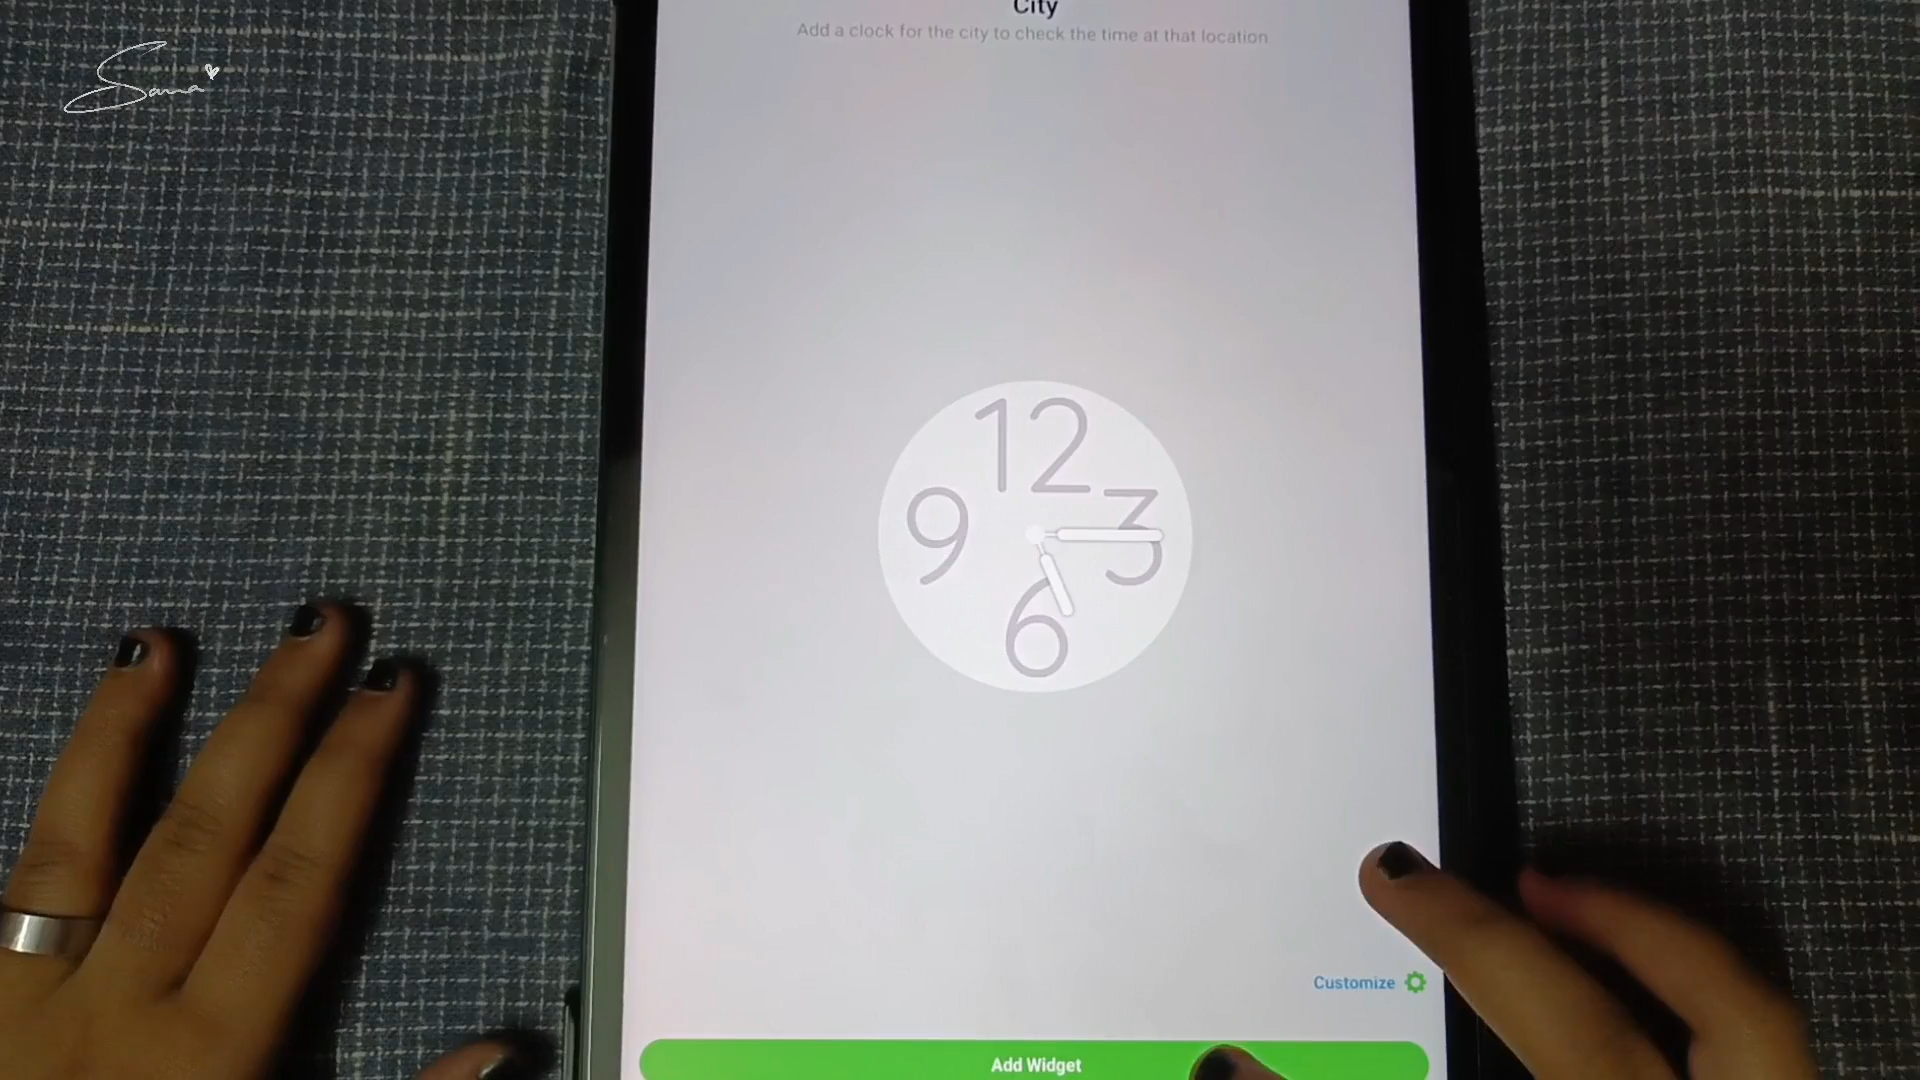 Sana
City
Add a clock for the city to check the time at that location.
12
9 3
6
Customize
Add Widget